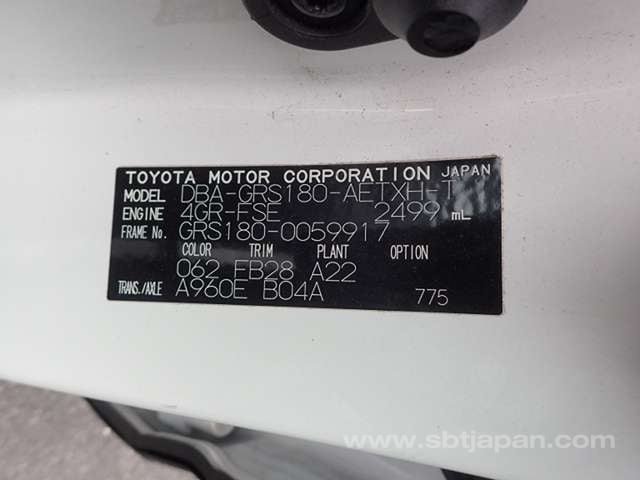 TOYOTA MOTOR CORPORATION JAPAN
MODEL DBA-GRS180-AETXH-T
ENGINE 4GR-FSE 2499 mL
FRAME No. GRS180-0059917
COLOR TRIM PLANT OPTION
062 FB28 A22
TRANS./AXLE A960E B04A 775
www.sbtjapan.com